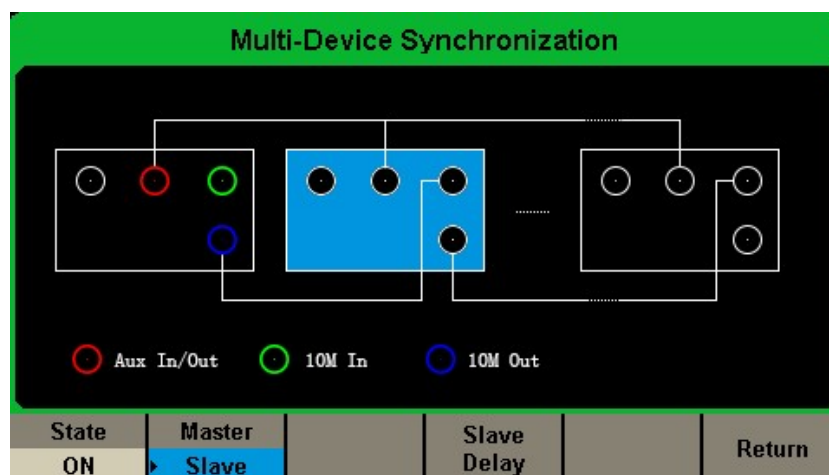 Multi-Device Synchronization
Aux In/Out
10M In
10M Out
State
Master
Slave
Delay
Return
ON
Slave